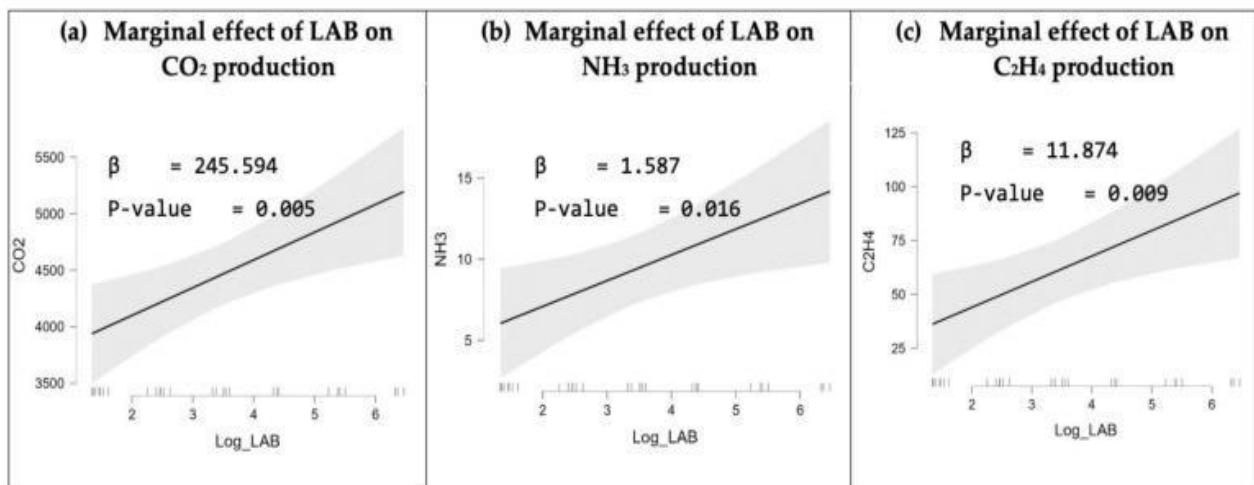 (a) Marginal effect of LAB on
CO₂ production
β = 245.594
P-value = 0.005
5500
5000
4500
4000
3500
CO2
2 3 4 5 6
Log_LAB
(b) Marginal effect of LAB on
NH₃ production
β = 1.587
P-value = 0.016
15
10
5
NH3
2 3 4 5 6
Log_LAB
(c) Marginal effect of LAB on
C₂H₄ production
β = 11.874
P-value = 0.009
125
100
75
50
25
C2H4
2 3 4 5 6
Log_LAB